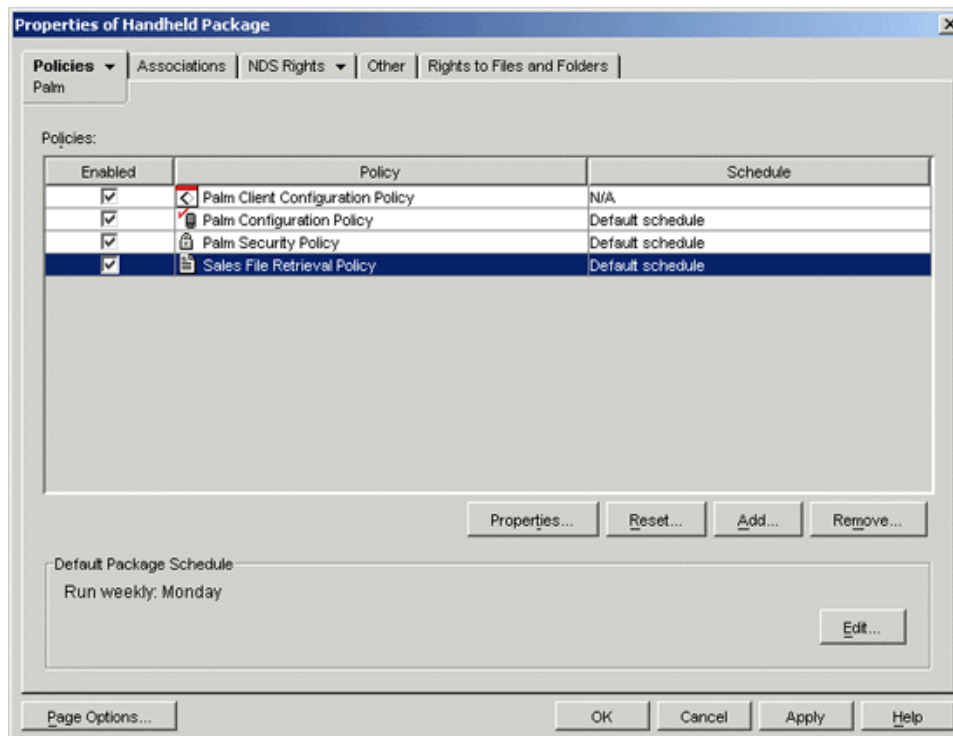 Properties of Handheld Package
Policies Associations NDS Rights Other Rights to Files and Folders
Palm
Policies:
Enabled Policy Schedule
Palm Client Configuration Policy N/A
Palm Configuration Policy Default schedule
Palm Security Policy Default schedule
Sales File Retrieval Policy Default schedule
Properties... Reset... Add... Remove...
Default Package Schedule
Run weekly: Monday
Edit...
Page Options... OK Cancel Apply Help